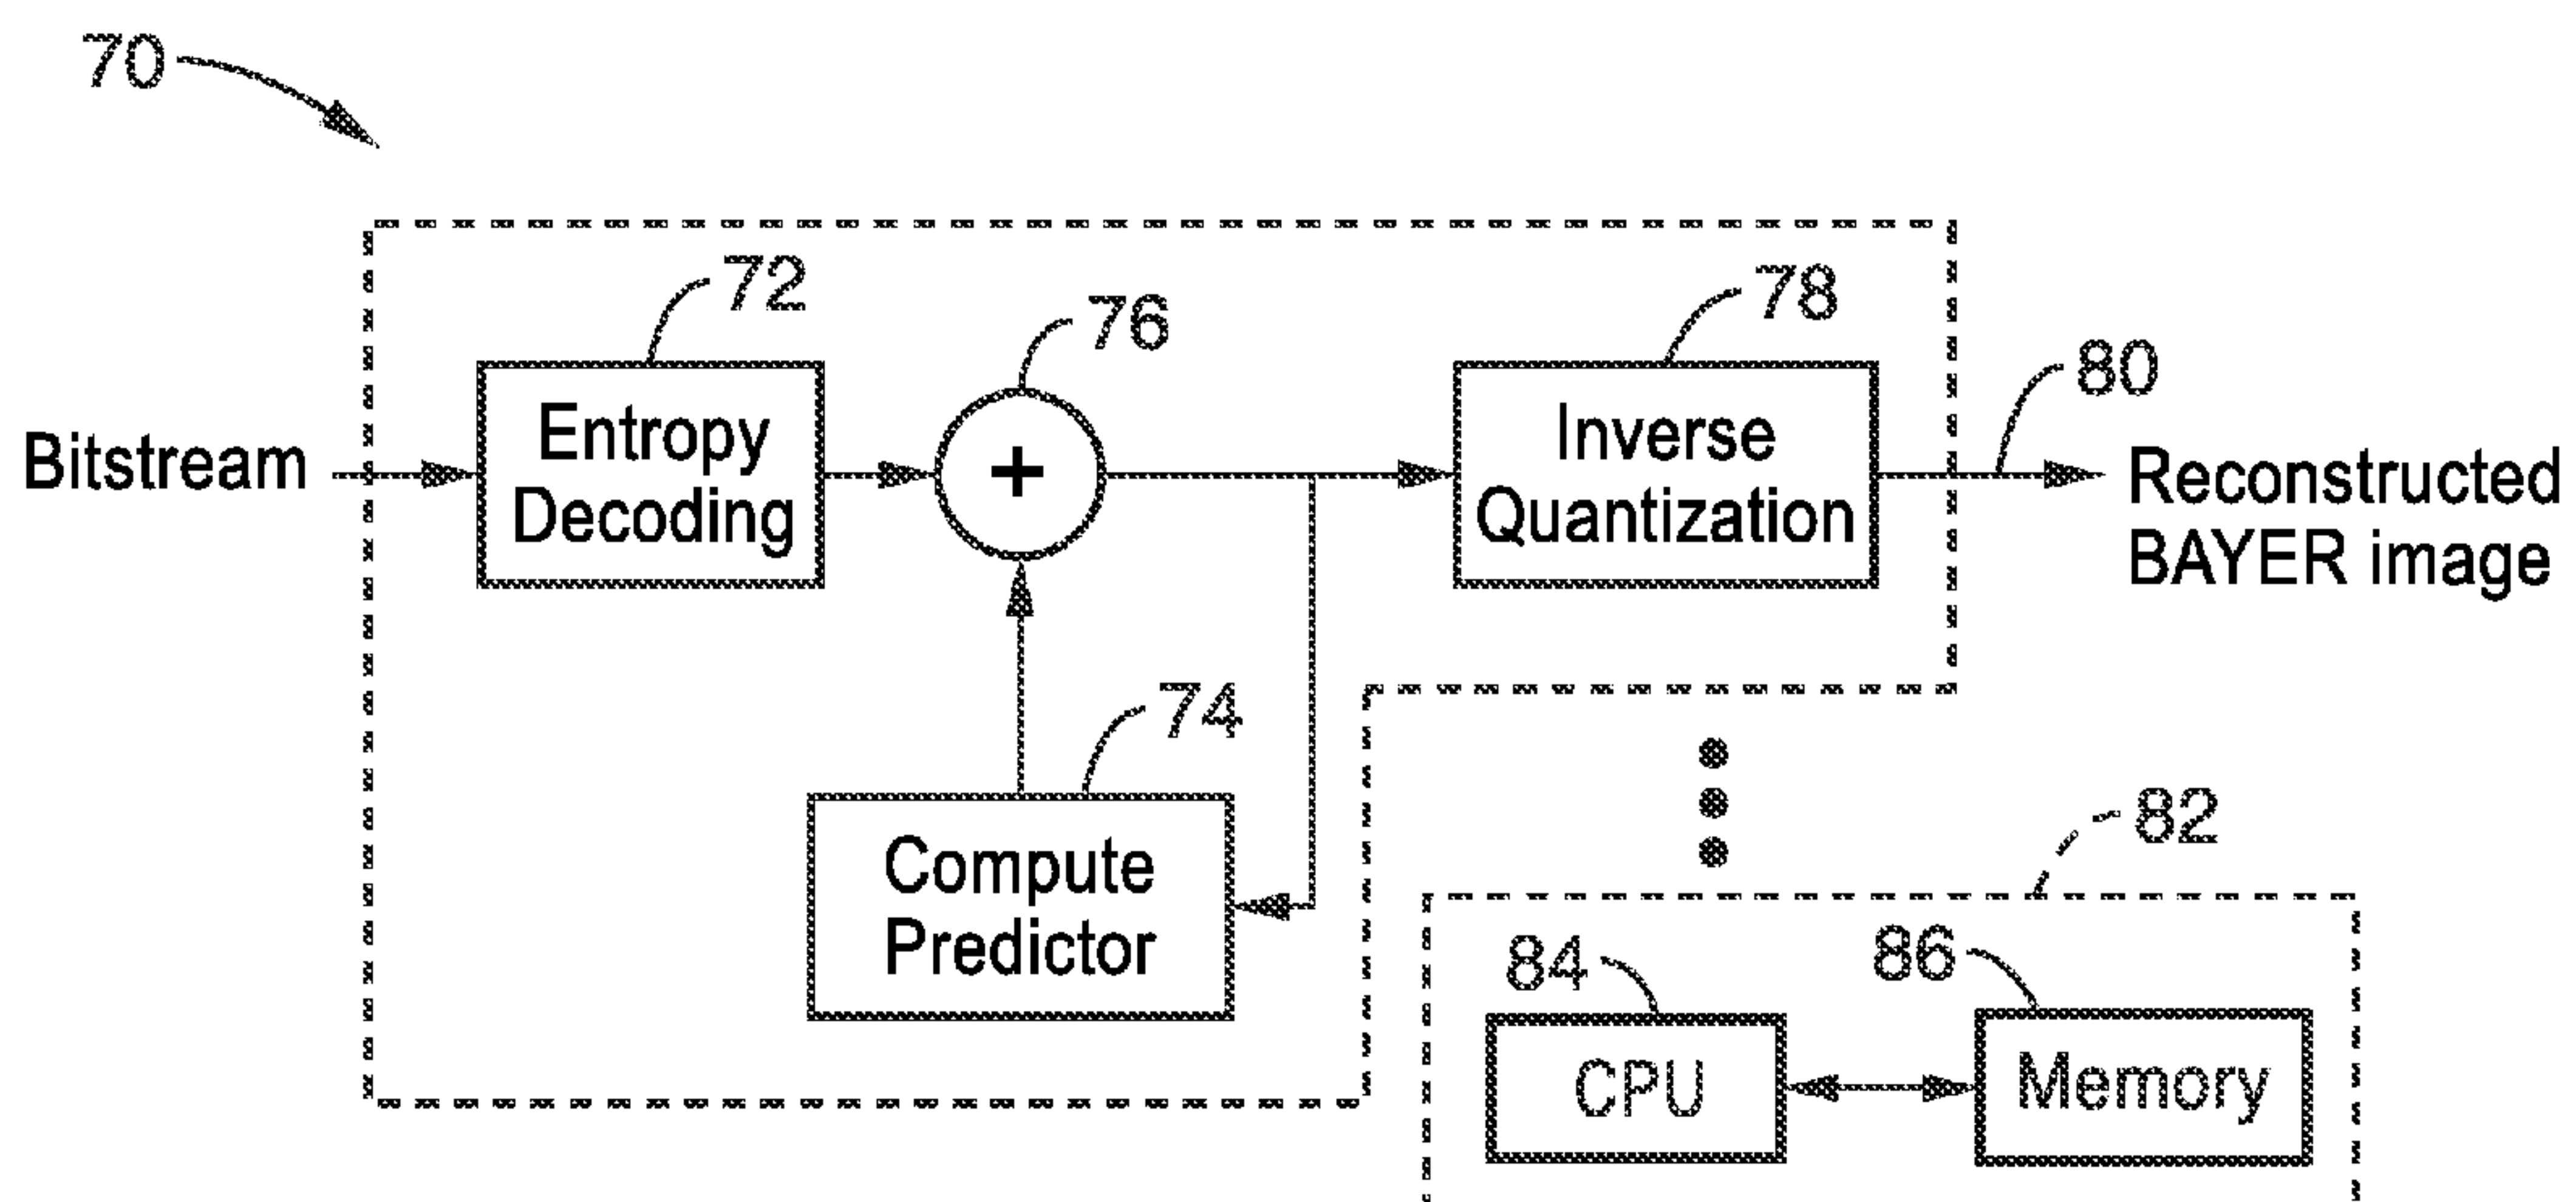 70
72
76
78
80
Bitstream
Entropy
Decoding
+
Inverse
Quantization
Reconstructed
BAYER image
74
Compute
Predictor
82
84
86
CPU
Memory